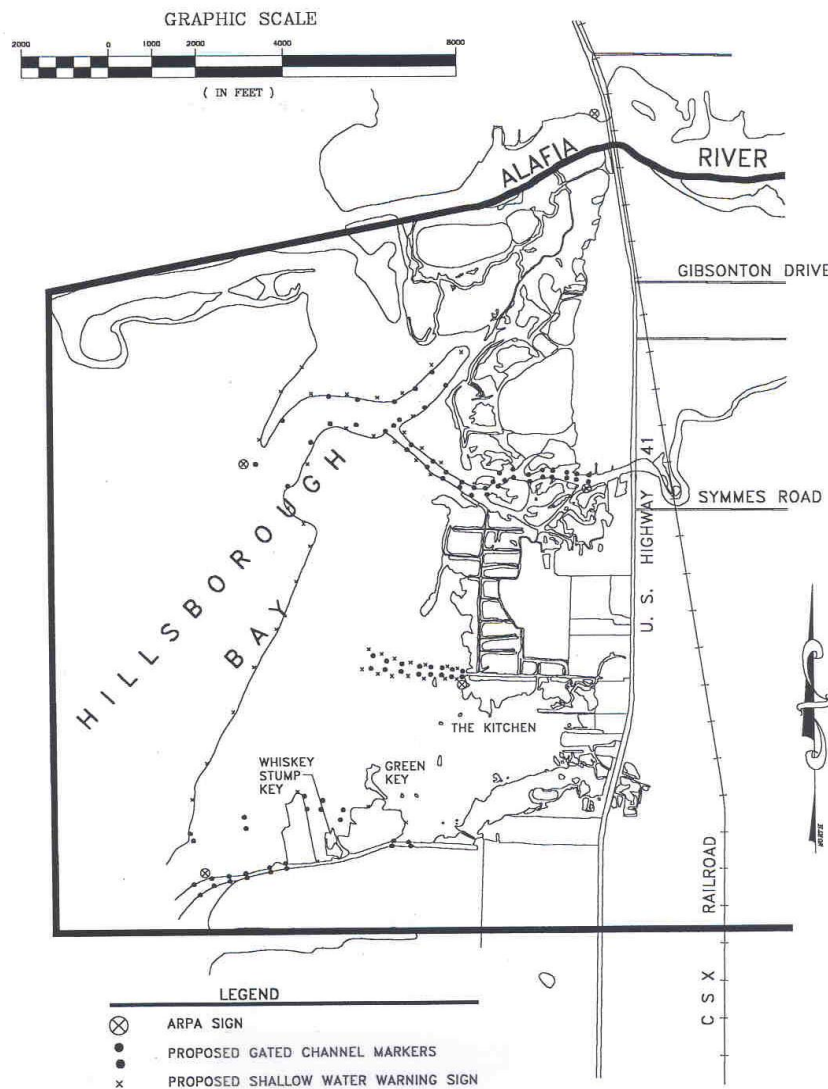 GRAPHIC SCALE
2000 0 1000 2000 4000 8000
( IN FEET )
ALAFIA RIVER
GIBSONTON DRIVE
U. S. HIGHWAY 41
SYMMES ROAD
HILLSBOROUGH
BAY
THE KITCHEN
WHISKEY
STUMP
KEY
GREEN
KEY
NORTH
CSX RAILROAD
LEGEND
ARPA SIGN
PROPOSED GATED CHANNEL MARKERS
PROPOSED SHALLOW WATER WARNING SIGN